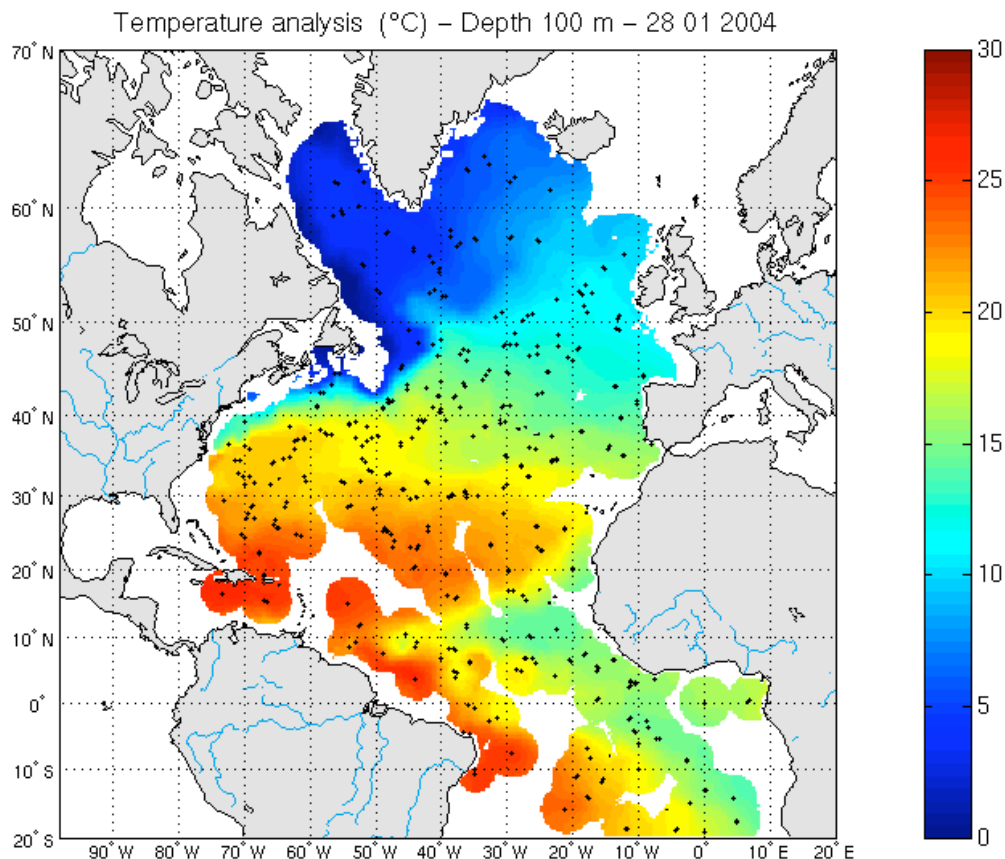 Temperature analysis (°C) – Depth 100 m – 28 01 2004
70° N
60° N
50° N
40° N
30° N
20° N
10° N
0°
10° S
20° S
90° W 80° W 70° W 60° W 50° W 40° W 30° W 20° W 10° W 0° 10° E 20° E
30
25
20
15
10
5
0